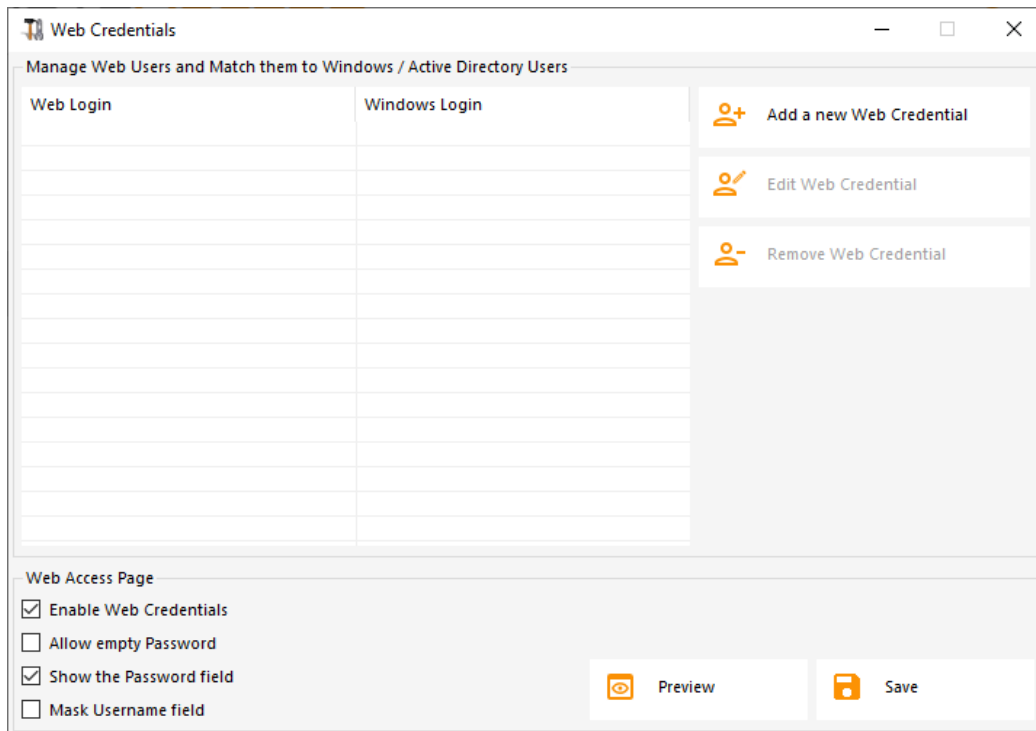 Web Credentials
Manage Web Users and Match them to Windows / Active Directory Users
Web Login
Windows Login
Add a new Web Credential
Edit Web Credential
Remove Web Credential
Web Access Page
Enable Web Credentials
Allow empty Password
Show the Password field
Mask Username field
Preview
Save